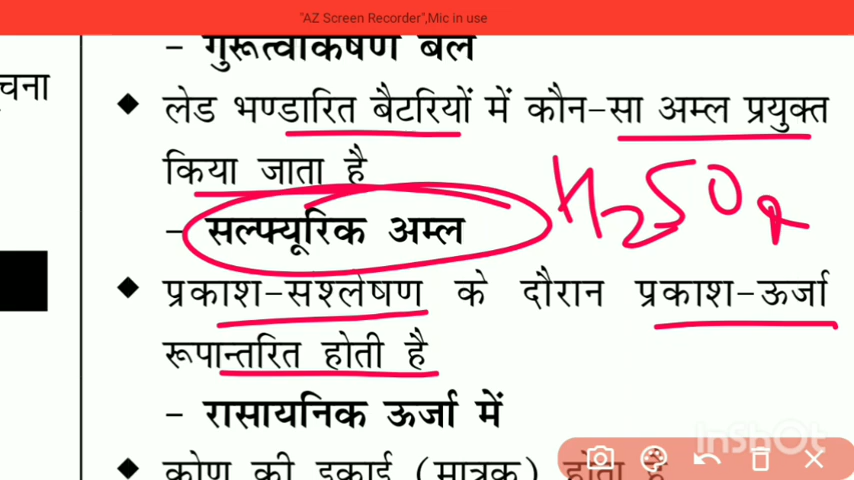 "AZ Screen Recorder",Mic in use
- गुरूत्वाकर्षण बल
चना
◆ लेड भण्डारित बैटरियों में कौन-सा अम्ल प्रयुक्त
किया जाता है
- सल्फ्यूरिक अम्ल
H2SO4
◆ प्रकाश-सश्लेषण के दौरान प्रकाश-ऊर्जा
रूपान्तरित होती है
- रासायनिक ऊर्जा में
InShOt
◆ कोण की इकाई (मात्रक) होता है